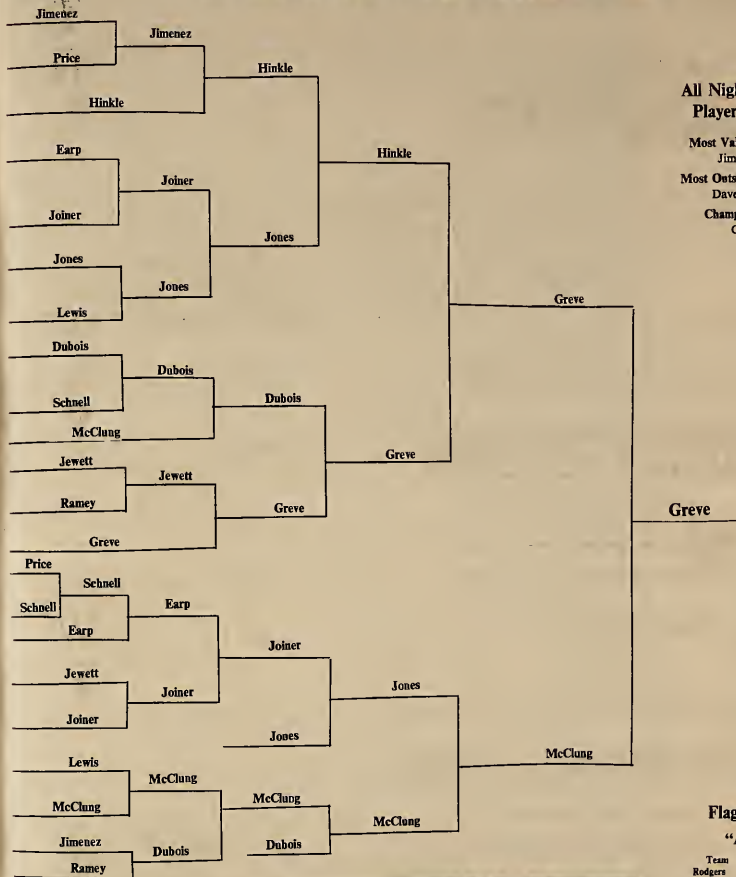 Jimenez
Jimenez
Price
Hinkle
Hinkle
Earp
Hinkle
Joiner
Joiner
Jones
Jones
Jones
Lewis
Greve
Dubois
Dubois
Schnell
Dubois
McClung
Greve
Jewett
Jewett
Ramey
Greve
Greve
Greve
Price
Schnell
Schnell
Earp
Earp
Joiner
Jewett
Jones
Joiner
Joiner
Jones
McClung
Lewis
McClung
McClung
McClung
McClung
Jimenez
Dubois
Dubois
Ramey
All Nigh
Player
Most Val
Jim
Most Outs
Dave
Champ
Flag
Team
Rodgers